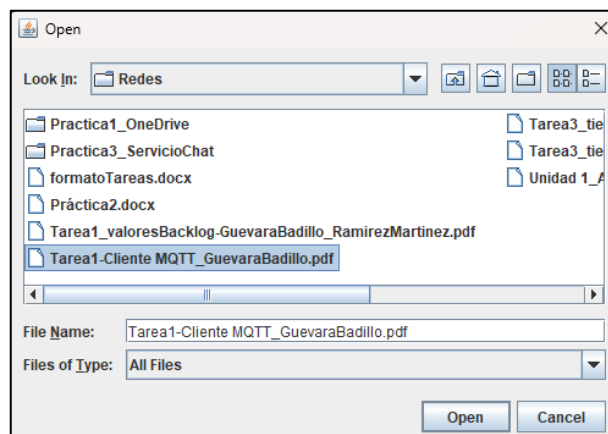 Open
Look In: Redes
Practica1_OneDrive
Practica3_ServicioChat
formatoTareas.docx
Práctica2.docx
Tarea1_valoresBacklog-GuevaraBadillo_RamirezMartinez.pdf
Tarea1-Cliente MQTT_GuevaraBadillo.pdf
Tarea3_tie
Tarea3_tie
Unidad 1_A
File Name: Tarea1-Cliente MQTT_GuevaraBadillo.pdf
Files of Type: All Files
Open Cancel